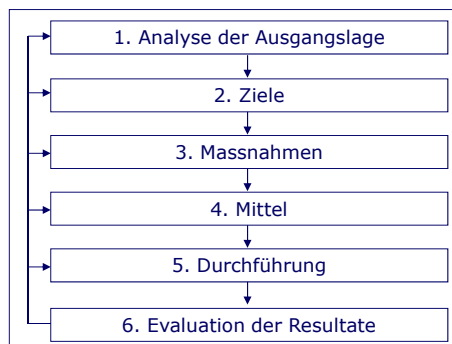 1. Analyse der Ausgangslage
2. Ziele
3. Massnahmen
4. Mittel
5. Durchführung
6. Evaluation der Resultate